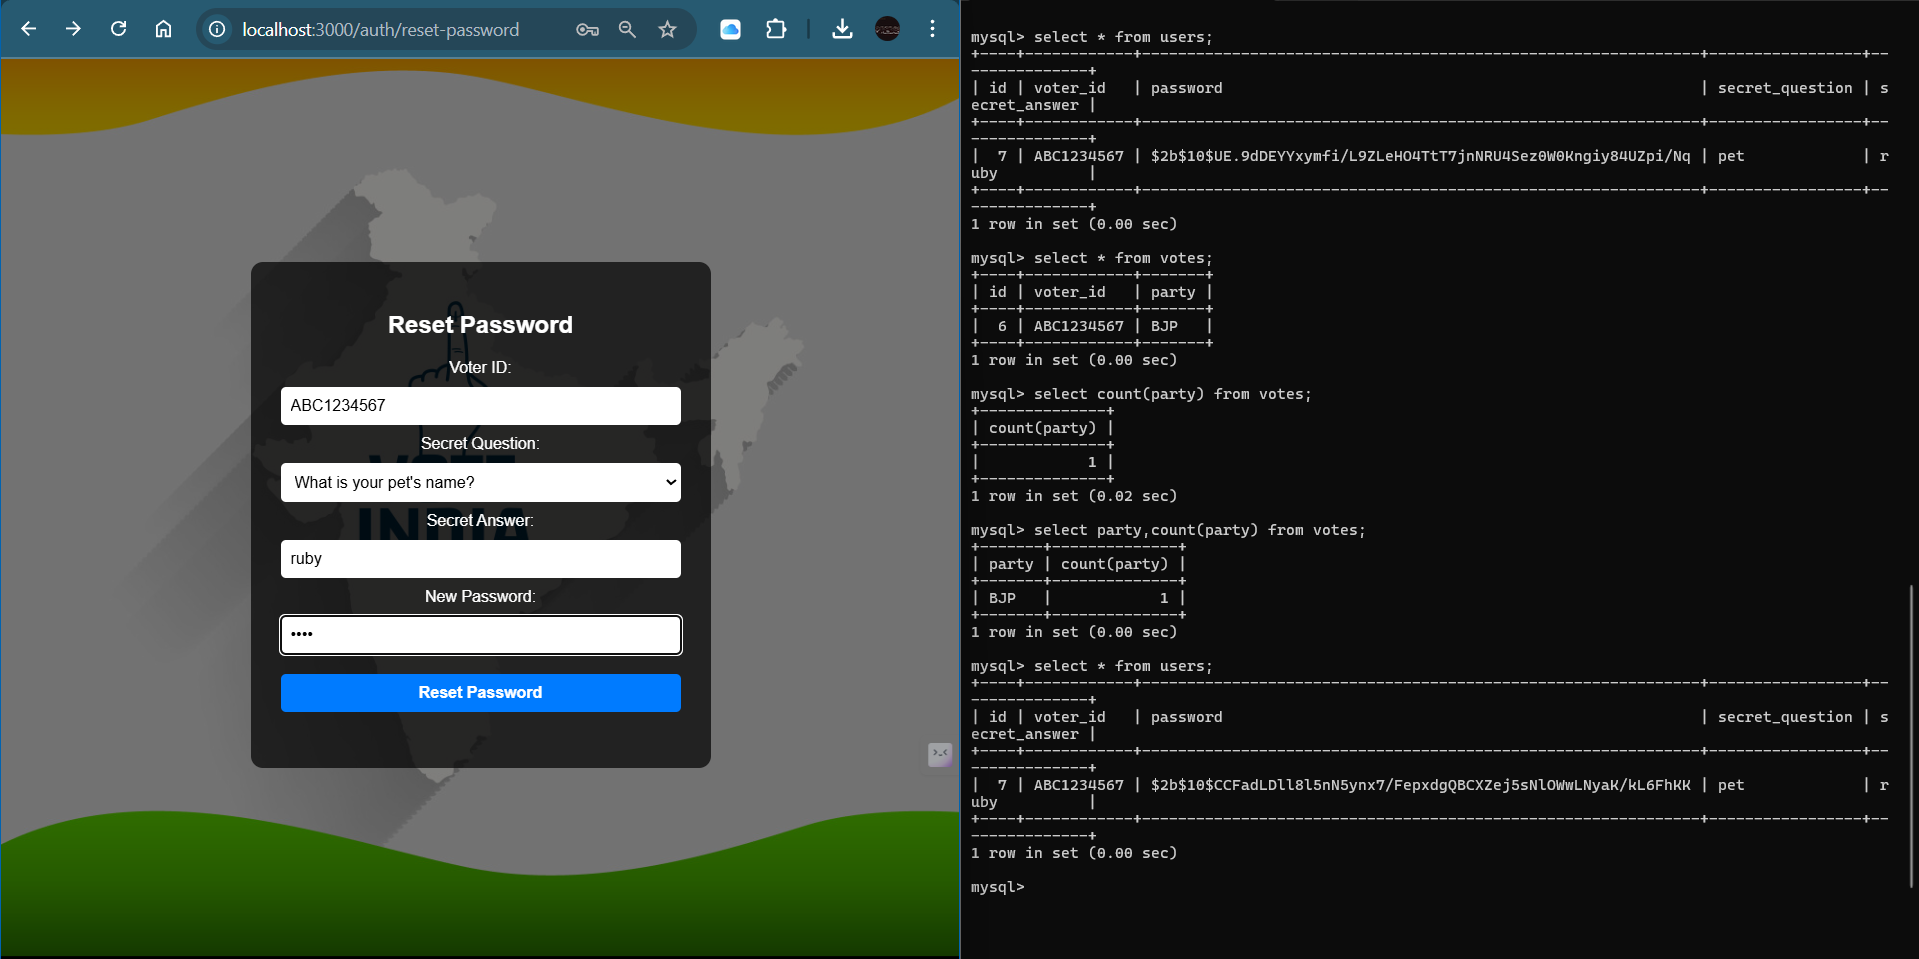 localhost:3000/auth/reset-password
Reset Password
Voter ID:
ABC1234567
Secret Question:
What is your pet's name?
VOTE
INDIA
Secret Answer:
ruby
New Password:
••••
Reset Password
mysql> select * from users;
+----+------------+--------------------------------------------------------------+-----------------+--
-------------+
| id | voter_id   | password                                                     | secret_question | s
ecret_answer |
+----+------------+--------------------------------------------------------------+-----------------+--
-------------+
|  7 | ABC1234567 | $2b$10$UE.9dDEYYxymfi/L9ZLeHO4TtT7jnNRU4Sez0W0Kngiy84UZpi/Nq | pet             | r
uby          |
+----+------------+--------------------------------------------------------------+-----------------+--
-------------+
1 row in set (0.00 sec)
mysql> select * from votes;
+----+------------+-------+
| id | voter_id   | party |
+----+------------+-------+
|  6 | ABC1234567 | BJP   |
+----+------------+-------+
1 row in set (0.00 sec)
mysql> select count(party) from votes;
+--------------+
| count(party) |
+--------------+
|            1 |
+--------------+
1 row in set (0.02 sec)
mysql> select party,count(party) from votes;
+-------+--------------+
| party | count(party) |
+-------+--------------+
| BJP   |            1 |
+-------+--------------+
1 row in set (0.00 sec)
mysql> select * from users;
+----+------------+--------------------------------------------------------------+-----------------+--
-------------+
| id | voter_id   | password                                                     | secret_question | s
ecret_answer |
+----+------------+--------------------------------------------------------------+-----------------+--
-------------+
|  7 | ABC1234567 | $2b$10$CCFadLDll8l5nN5ynx7/FepxdgQBCXZej5sNlOWwLNyaK/kL6FhKK | pet             | r
uby          |
+----+------------+--------------------------------------------------------------+-----------------+--
-------------+
1 row in set (0.00 sec)
mysql>